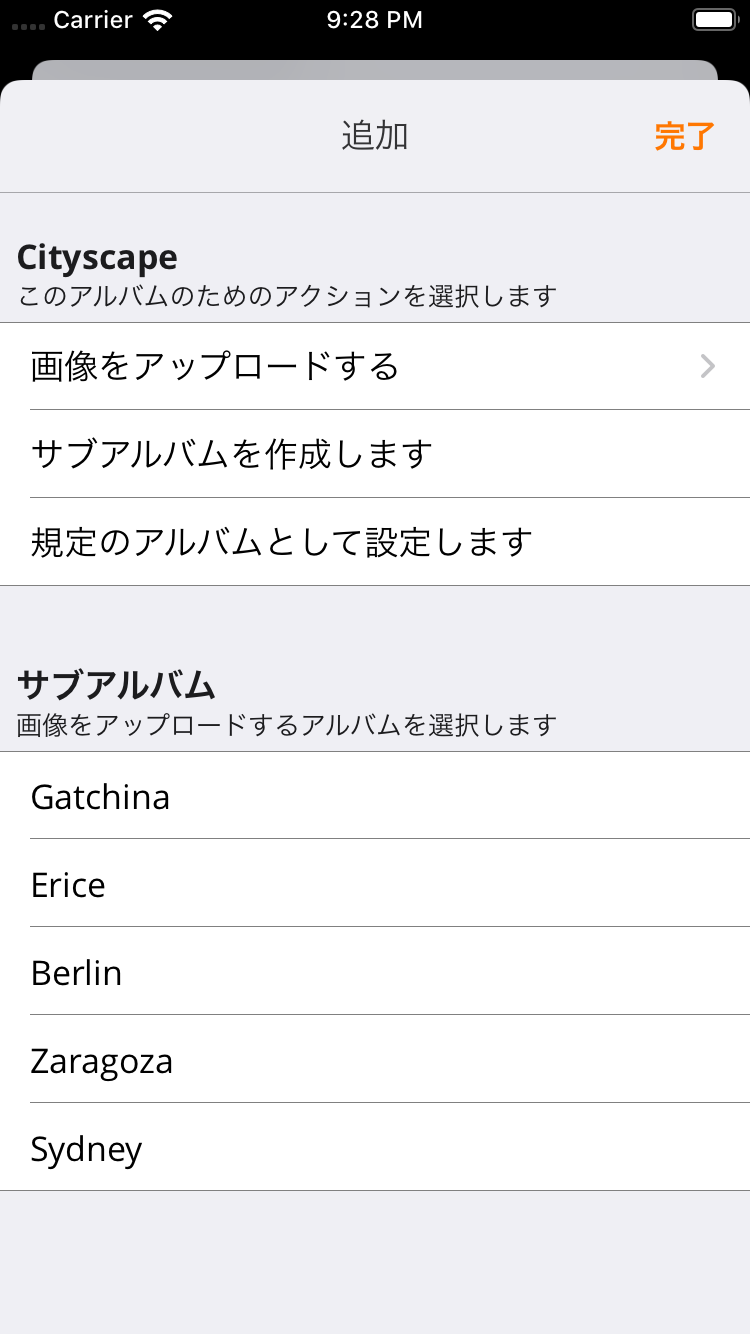 Carrier 9:28 PM
追加 完了
Cityscape
このアルバムのためのアクションを選択します
画像をアップロードする
サブアルバムを作成します
規定のアルバムとして設定します
サブアルバム
画像をアップロードするアルバムを選択します
Gatchina
Erice
Berlin
Zaragoza
Sydney